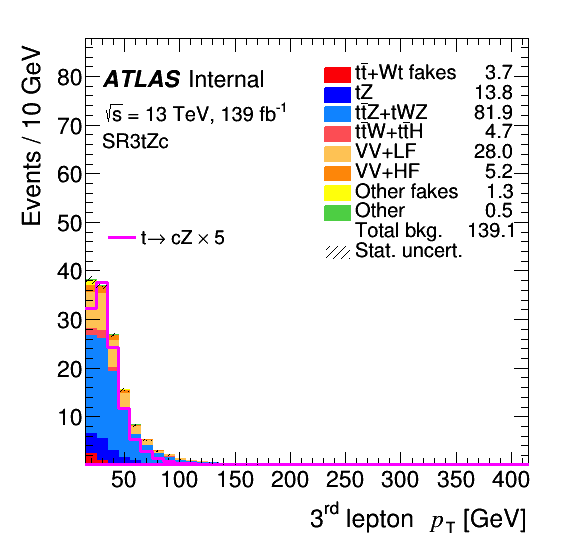 Events / 10 GeV
80
70
60
50
40
30
20
10
ATLAS Internal
√s = 13 TeV, 139 fb⁻¹
SR3tZc
t→ cZ × 5
tt̄+Wt fakes 3.7
tZ 13.8
tt̄Z+tWZ 81.9
tt̄W+tt̄H 4.7
VV+LF 28.0
VV+HF 5.2
Other fakes 1.3
Other 0.5
Total bkg. 139.1
Stat. uncert.
50 100 150 200 250 300 350 400
3ʳᵈ lepton p_T [GeV]